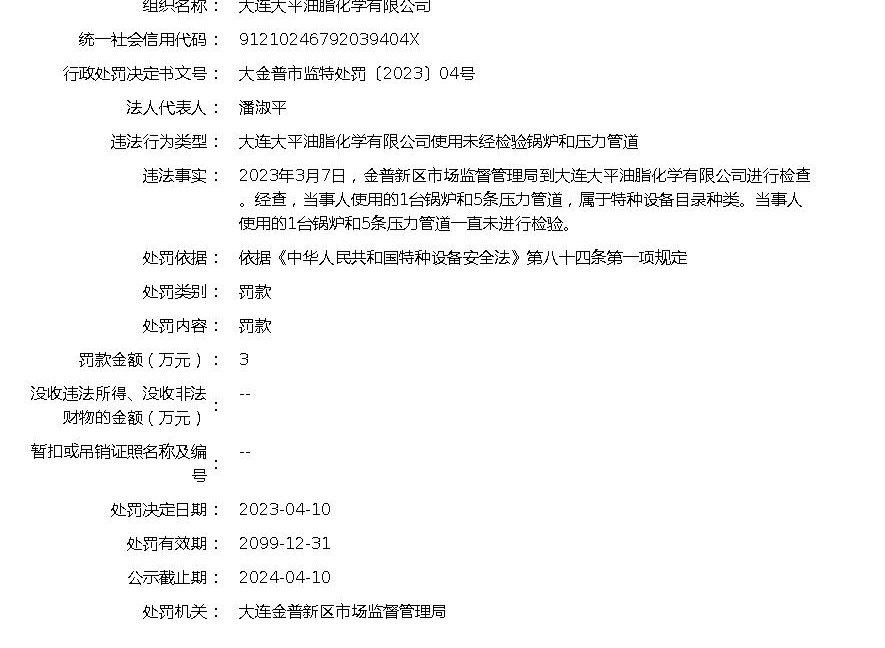 组织名称： 大连大平油脂化学有限公司
统一社会信用代码： 91210246792039404X
行政处罚决定书文号： 大金普市监特处罚〔2023〕04号
法人代表人： 潘淑平
违法行为类型： 大连大平油脂化学有限公司使用未经检验锅炉和压力管道
违法事实： 2023年3月7日，金普新区市场监督管理局到大连大平油脂化学有限公司进行检查
。经查，当事人使用的1台锅炉和5条压力管道，属于特种设备目录种类。当事人
使用的1台锅炉和5条压力管道一直未进行检验。
处罚依据： 依据《中华人民共和国特种设备安全法》第八十四条第一项规定
处罚类别： 罚款
处罚内容： 罚款
罚款金额（万元）： 3
没收违法所得、没收非法
财物的金额（万元）： --
暂扣或吊销证照名称及编
号： --
处罚决定日期： 2023-04-10
处罚有效期： 2099-12-31
公示截止期： 2024-04-10
处罚机关： 大连金普新区市场监督管理局